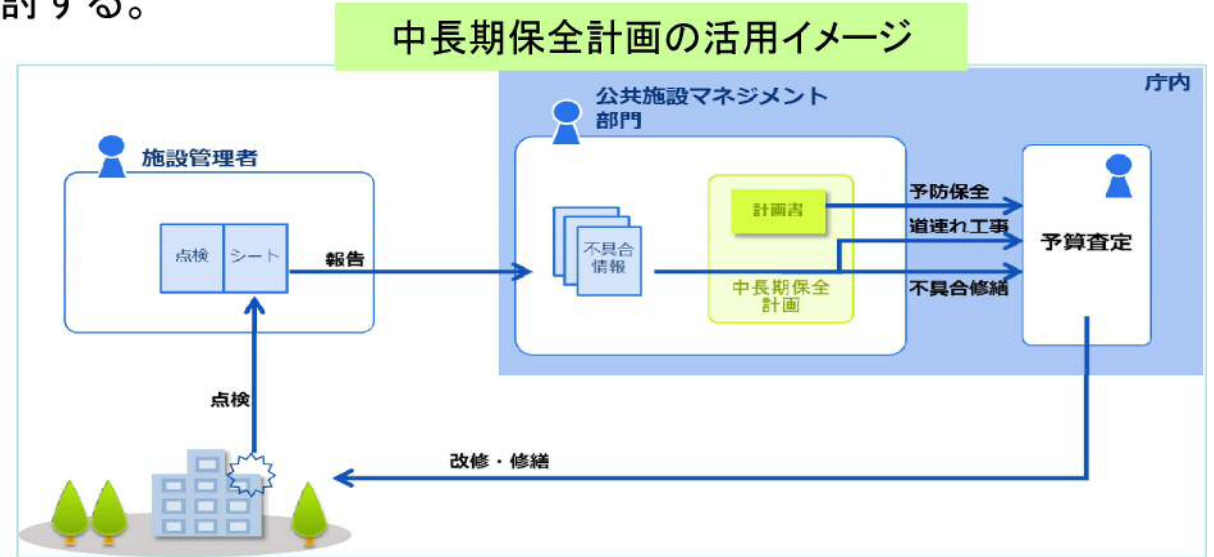 討する。
中長期保全計画の活用イメージ
庁内
公共施設マネジメント
部門
施設管理者
点検 シート
報告
不具合
情報
計画書
中長期保全
計画
予防保全
道連れ工事
不具合修繕
予算査定
点検
改修・修繕